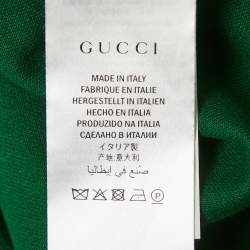 GUCCI
MADE IN ITALY
FABRIQUE EN ITALIE
HERGESTELLT IN ITALIEN
HECHO EN ITALIA
PRODUZIDO NA ITALIA
СДЕЛАНО В ИТАЛИИ
イタリア製
产地:意大利
صنع في إيطاليا
P